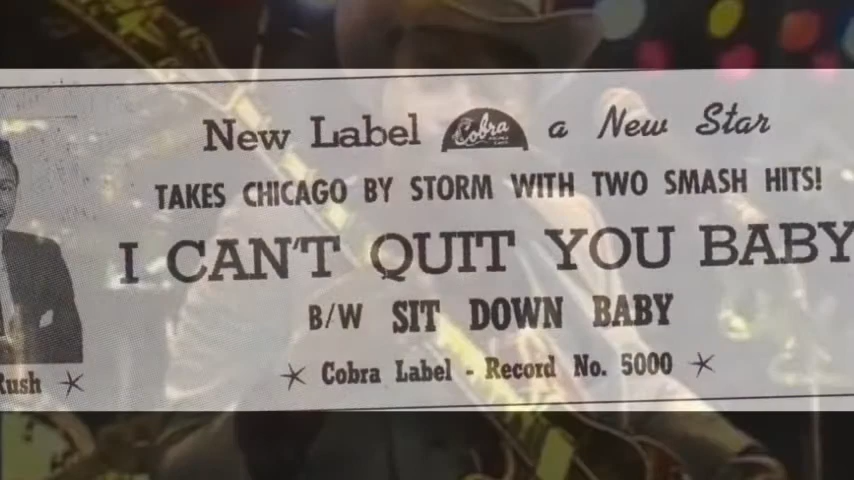 New Label Cobra a New Star
TAKES CHICAGO BY STORM WITH TWO SMASH HITS!
I CAN'T QUIT YOU BABY
B/W SIT DOWN BABY
Rush * * Cobra Label - Record No. 5000 *